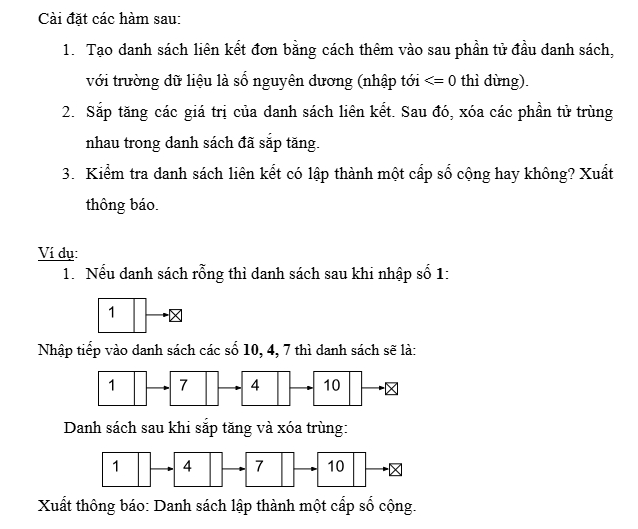 Cài đặt các hàm sau:
1. Tạo danh sách liên kết đơn bằng cách thêm vào sau phần tử đầu danh sách,
với trường dữ liệu là số nguyên dương (nhập tới <= 0 thì dừng).
2. Sắp tăng các giá trị của danh sách liên kết. Sau đó, xóa các phần tử trùng
nhau trong danh sách đã sắp tăng.
3. Kiểm tra danh sách liên kết có lập thành một cấp số cộng hay không? Xuất
thông báo.
Ví dụ:
1. Nếu danh sách rỗng thì danh sách sau khi nhập số 1:
1
Nhập tiếp vào danh sách các số 10, 4, 7 thì danh sách sẽ là:
1 7 4 10
Danh sách sau khi sắp tăng và xóa trùng:
1 4 7 10
Xuất thông báo: Danh sách lập thành một cấp số cộng.